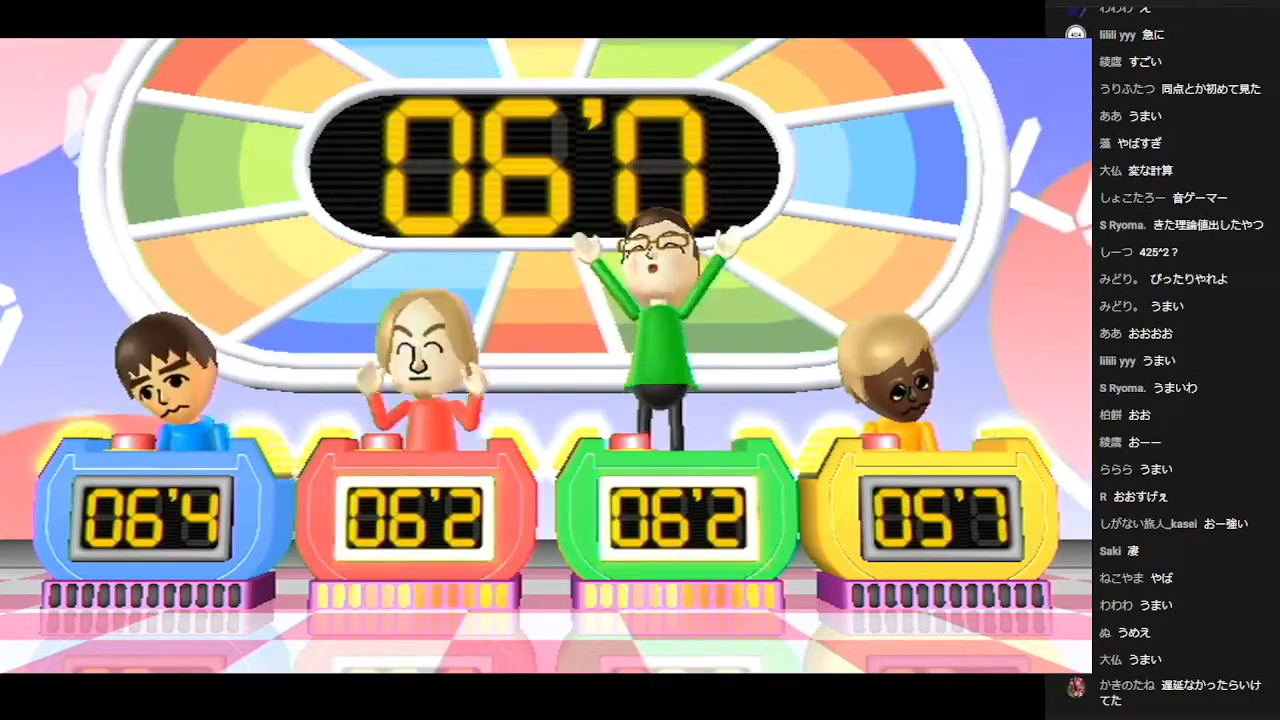 06'0
06'4
06'2
06'2
05'7
lilili yyy 急に
綾鷹 すごい
うりふたつ 同点とか初めて見た
ああ うまい
藻 やばすぎ
大仏 変な計算
しょこたろー 音ゲーマー
S Ryoma. きた理論値出したやつ
しーつ 425^2？
みどり。 ぴったりやれよ
みどり。 うまい
ああ おおおお
lilili yyy うまい
S Ryoma. うまいわ
柏餅 おお
綾鷹 おーー
ららら うまい
R おおすげぇ
しがない旅人_kasei おー強い
Saki 凄
ねこやま やば
わわわ うまい
ぬ うめえ
大仏 うまい
かきのたね 遅延なかったらいけ
てた